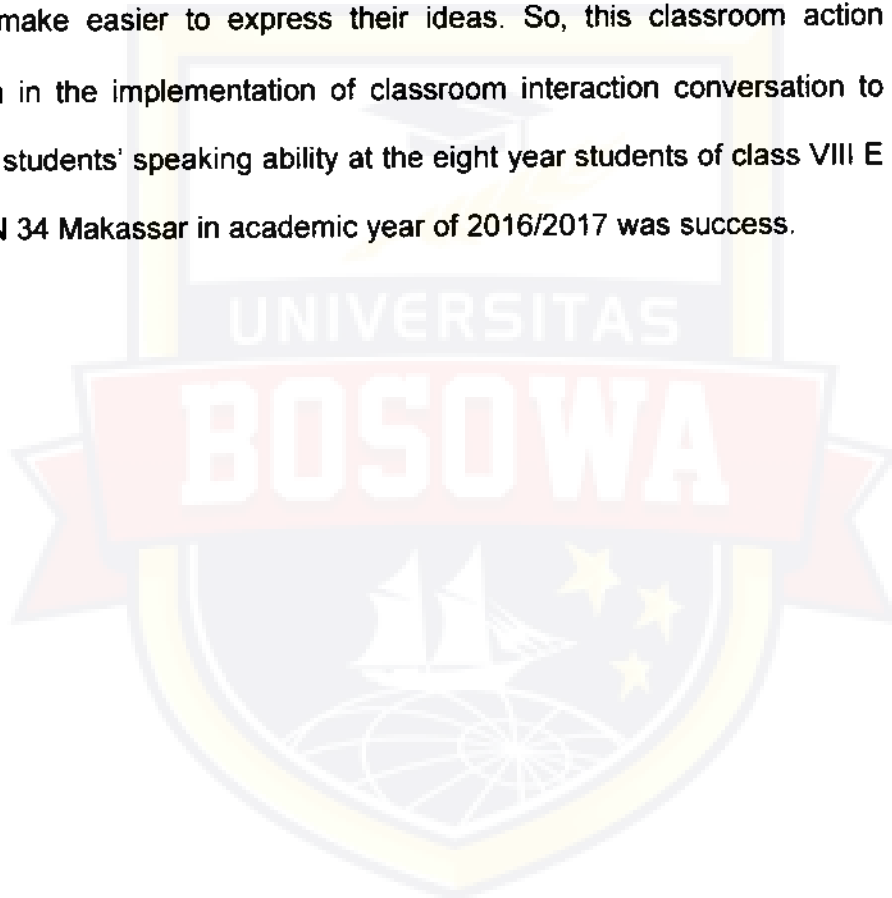 make easier to express their ideas. So, this classroom action
in the implementation of classroom interaction conversation to
students' speaking ability at the eight year students of class VIII E
34 Makassar in academic year of 2016/2017 was success.
UNIVERSITAS
BOSOWA